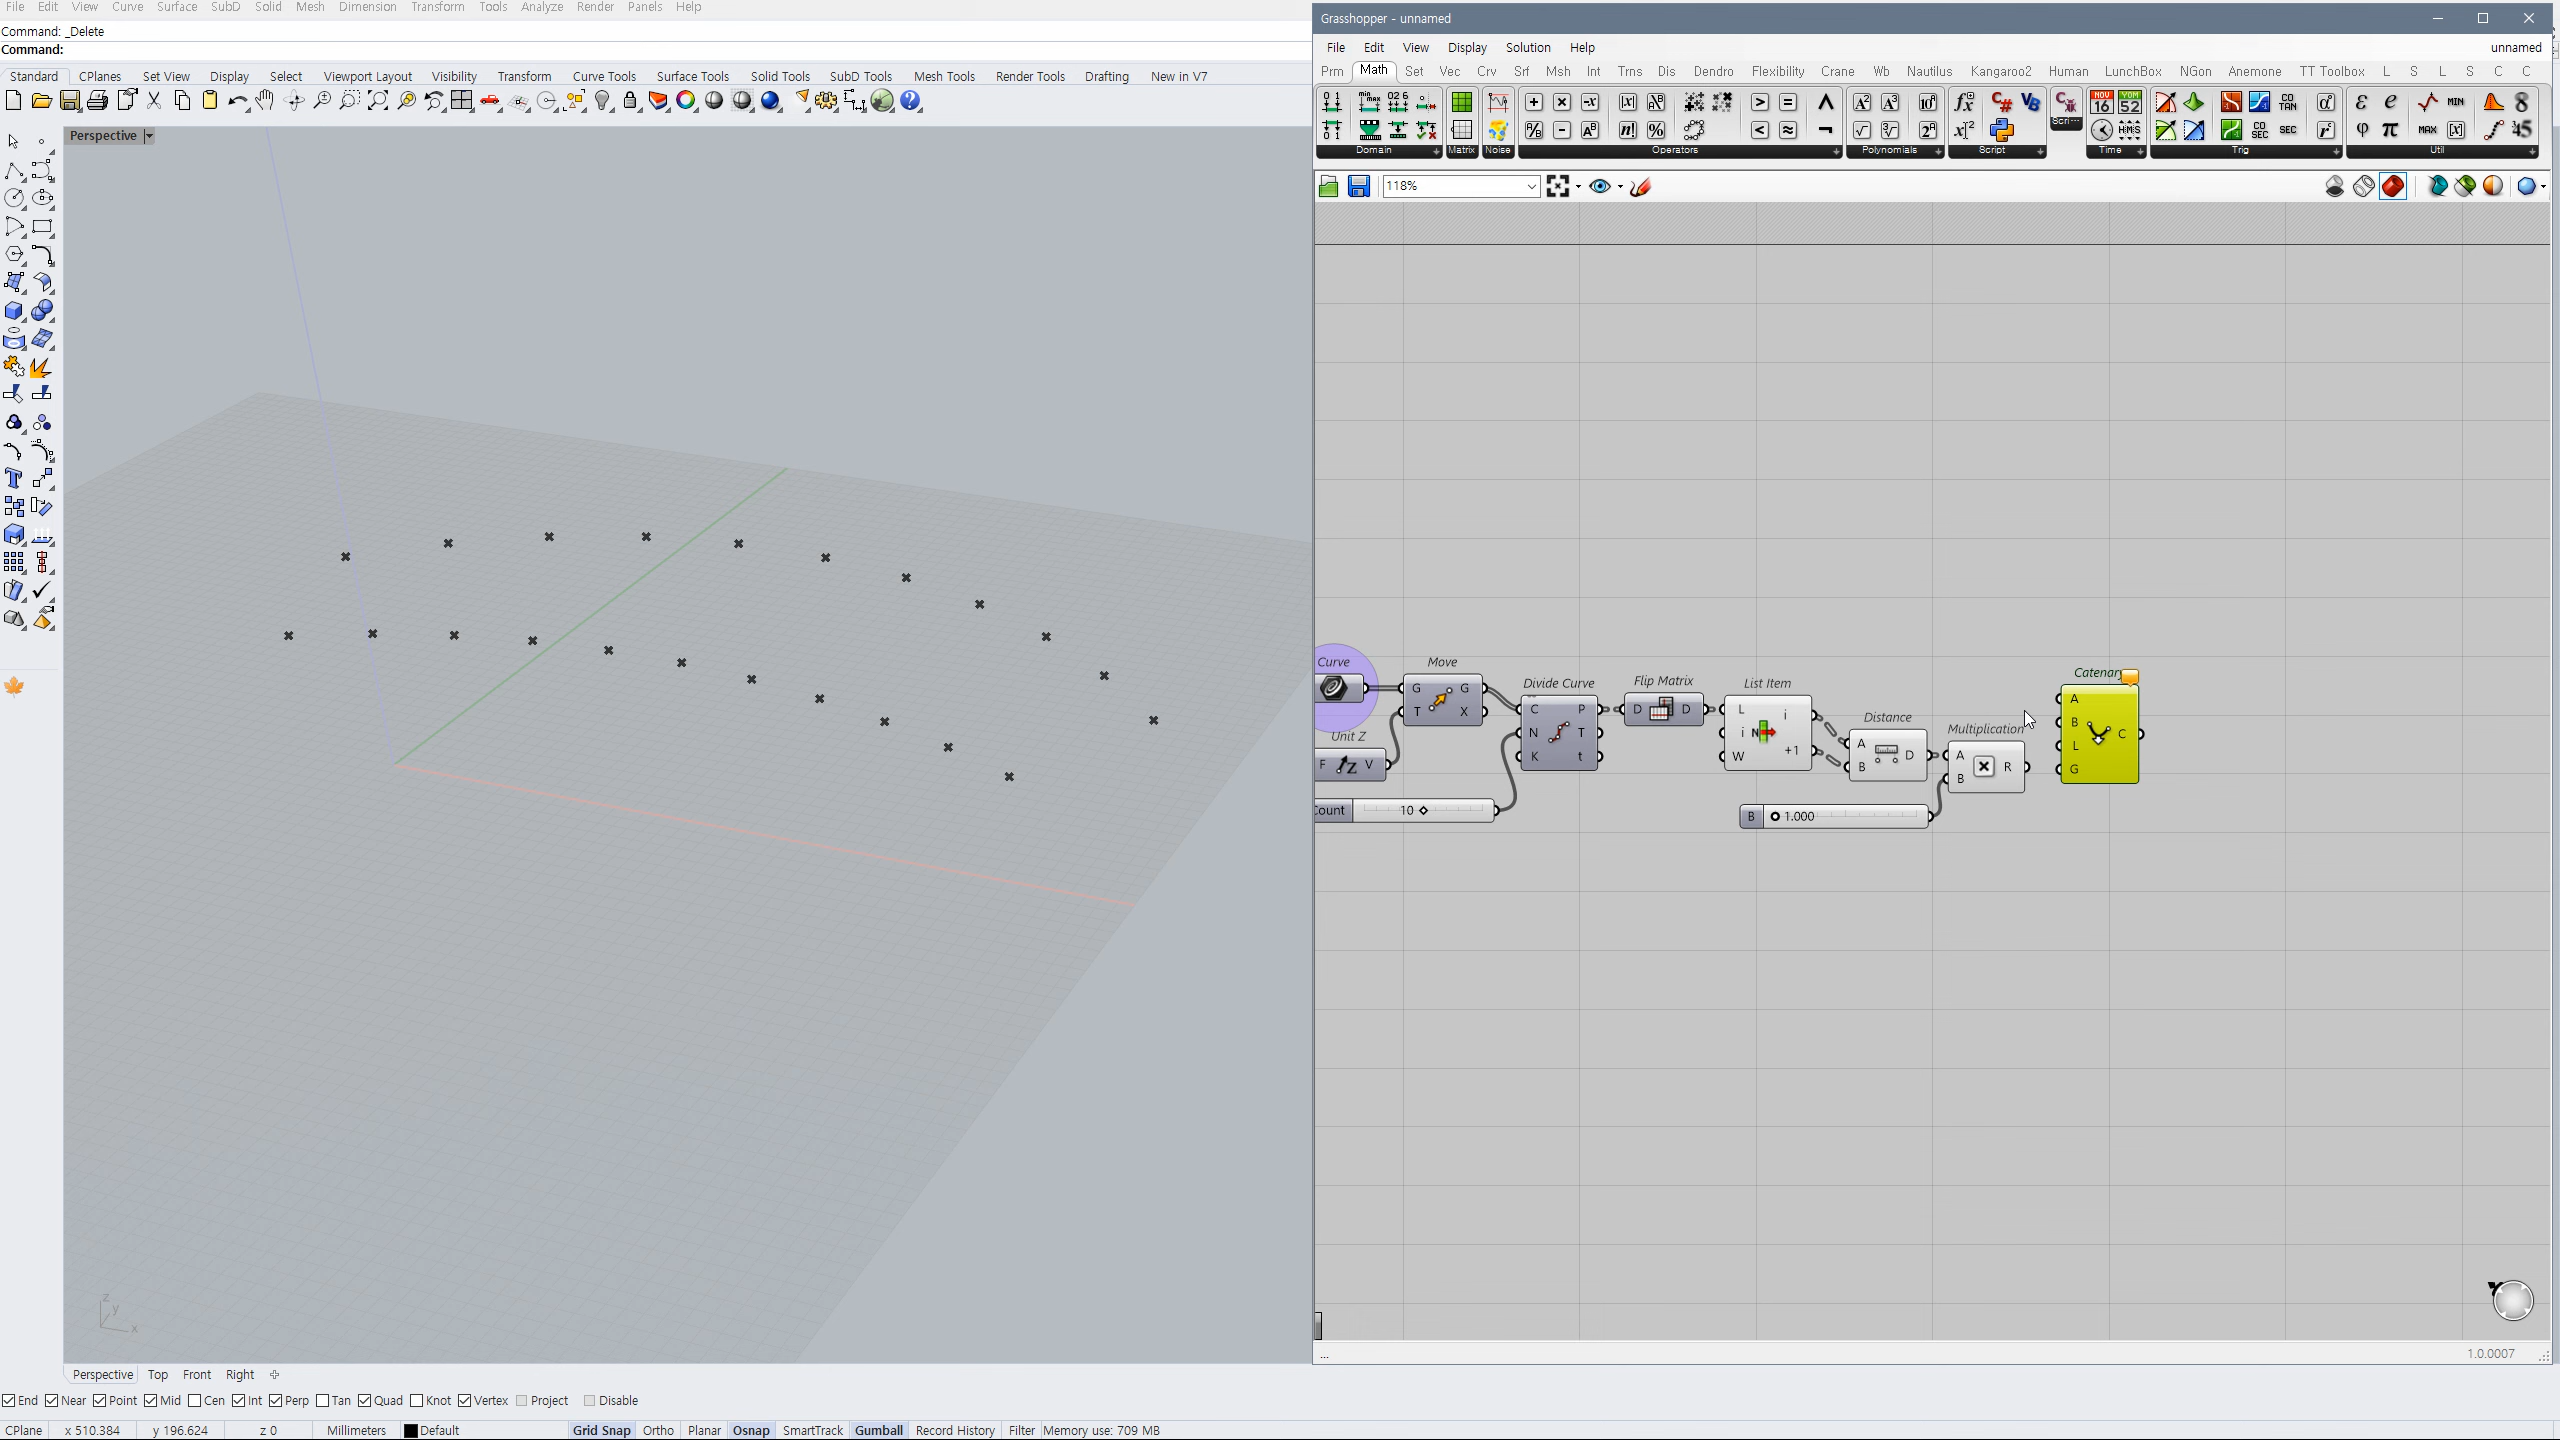 File Edit View Curve Surface SubD Solid Mesh Dimension Transform Tools Analyze Render Panels Help
Command: _Delete
Command:
Standard CPlanes Set View Display Select Viewport Layout Visibility Transform Curve Tools Surface Tools Solid Tools SubD Tools Mesh Tools Render Tools Drafting New in V7
Perspective
Grasshopper - unnamed
File Edit View Display Solution Help unnamed
Prm Math Set Vec Crv Srf Msh Int Trns Dis Dendro Flexibility Crane Wb Nautilus Kangaroo2 Human LunchBox NGon Anemone TT Toolbox L S L S C C
Domain Matrix Noise Operators Polynomials Script Time Trig Util
118%
Curve
Move
G G
T X
Unit Z
F V
Count 10
Divide Curve
C P
N T
K t
Flip Matrix
D D
List Item
L i
i
W +1
Distance
A D
B
Multiplication
A R
B
B 1.000
A
B C
L
G
z
y
x
... 1.0.0007
Perspective Top Front Right
End Near Point Mid Cen Int Perp Tan Quad Knot Vertex Project Disable
CPlane x 510.384 y 196.624 z 0 Millimeters Default Grid Snap Ortho Planar Osnap SmartTrack Gumball Record History Filter Memory use: 709 MB